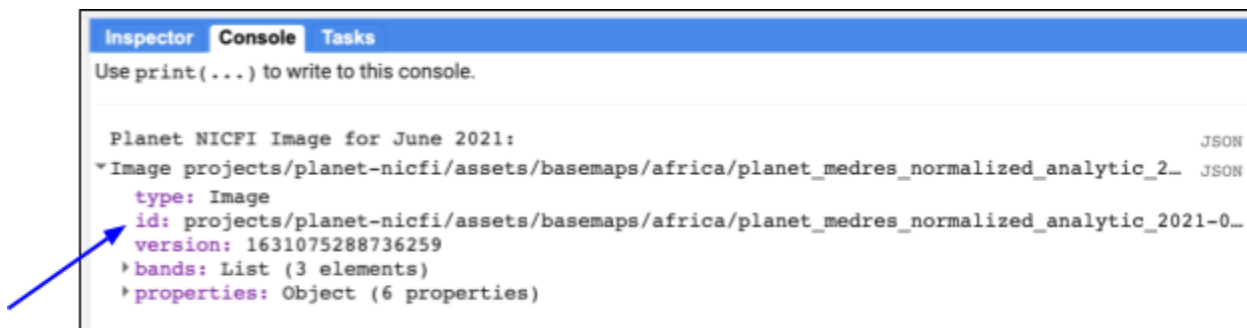 Inspector Console Tasks
Use print(...) to write to this console.
Planet NICFI Image for June 2021: JSON
Image projects/planet-nicfi/assets/basemaps/africa/planet_medres_normalized_analytic_2… JSON
type: Image
id: projects/planet-nicfi/assets/basemaps/africa/planet_medres_normalized_analytic_2021-0…
version: 1631075288736259
bands: List (3 elements)
properties: Object (6 properties)